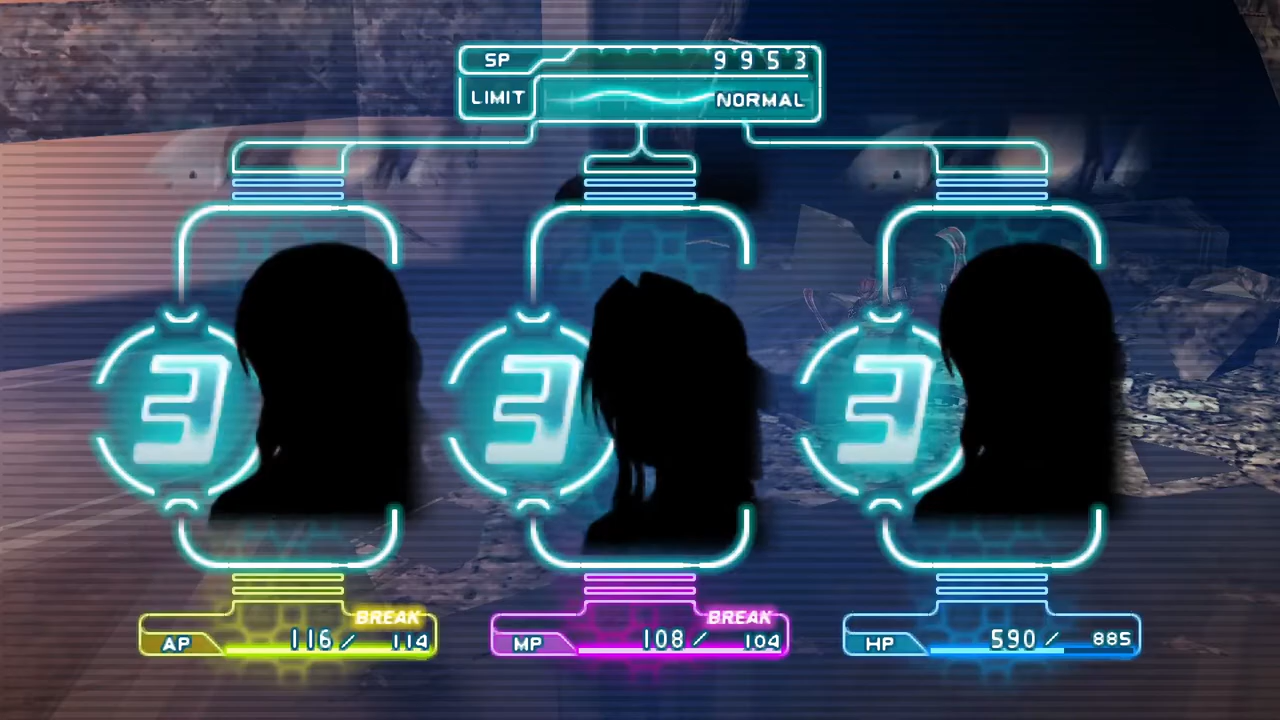 SP 9953
LIMIT NORMAL
3 3 3
BREAK BREAK
AP 116 / 114 MP 108 / 104 HP 590 / 885